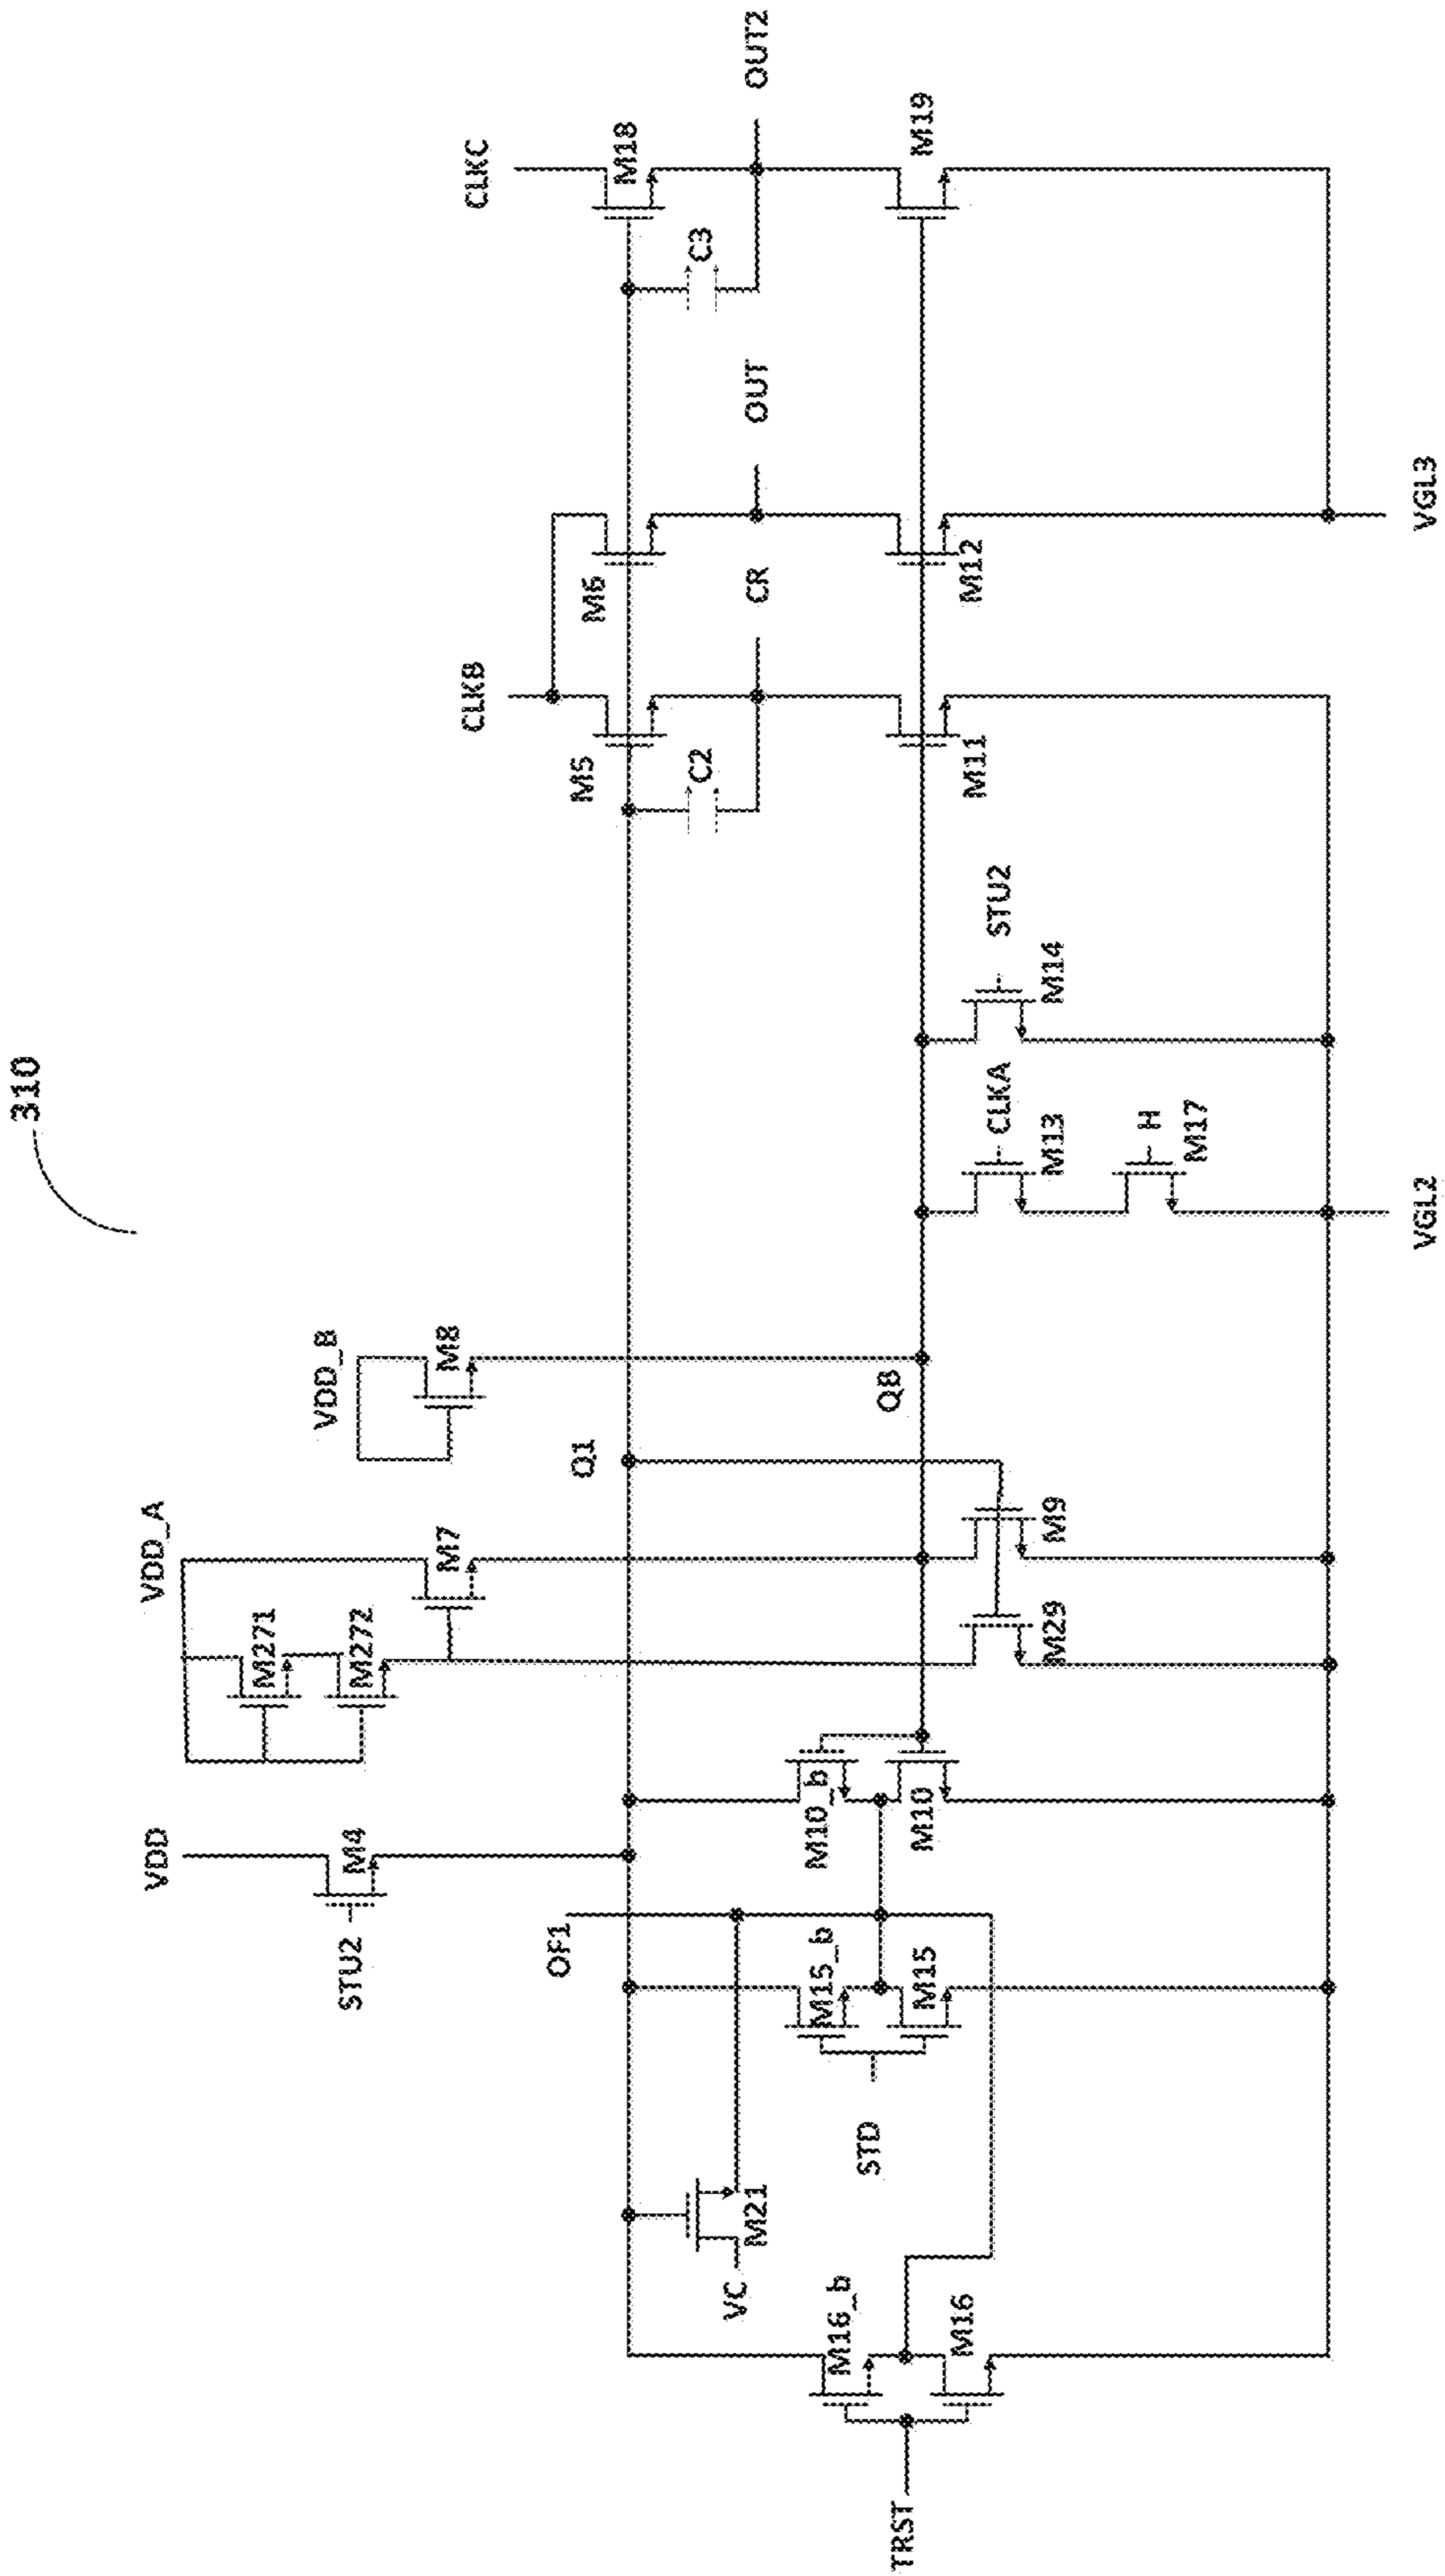 310
VDD
VDD_A
VDD_B
CLKB
CLKC
STU2
M4
M271
M272
M7
M8
OF1
Q1
M5
M6
M18
C2
C3
VC
M21
CR
OUT
OUT2
TRST
M16_b
M16
STD
M15_b
M15
M10_b
M10
QB
M29
M9
CLKA
M13
H
M17
STU2
M14
M11
M12
M19
VGL2
VGL3